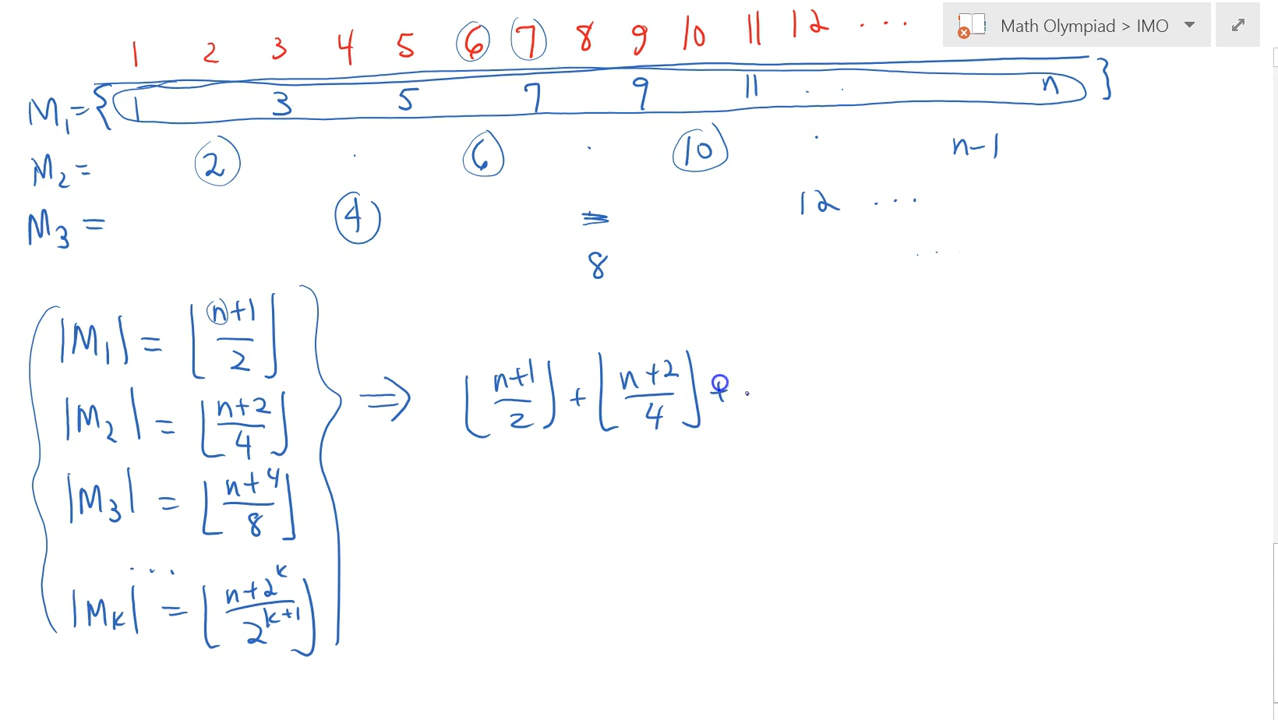 Math Olympiad > IMO
1 2 3 4 5 6 7 8 9 10 11 12 ...
M₁ = { 1 3 5 7 9 11 . . n }
M₂ = 2 . 6 . 10 . n-1
M₃ = 4 8 12 ...
|M₁| = ⌊(n+1)/2⌋
|M₂| = ⌊(n+2)/4⌋
|M₃| = ⌊(n+4)/8⌋
...
|Mₖ| = ⌊(n+2^k)/2^(k+1)⌋
⇒ ⌊(n+1)/2⌋ + ⌊(n+2)/4⌋ + .